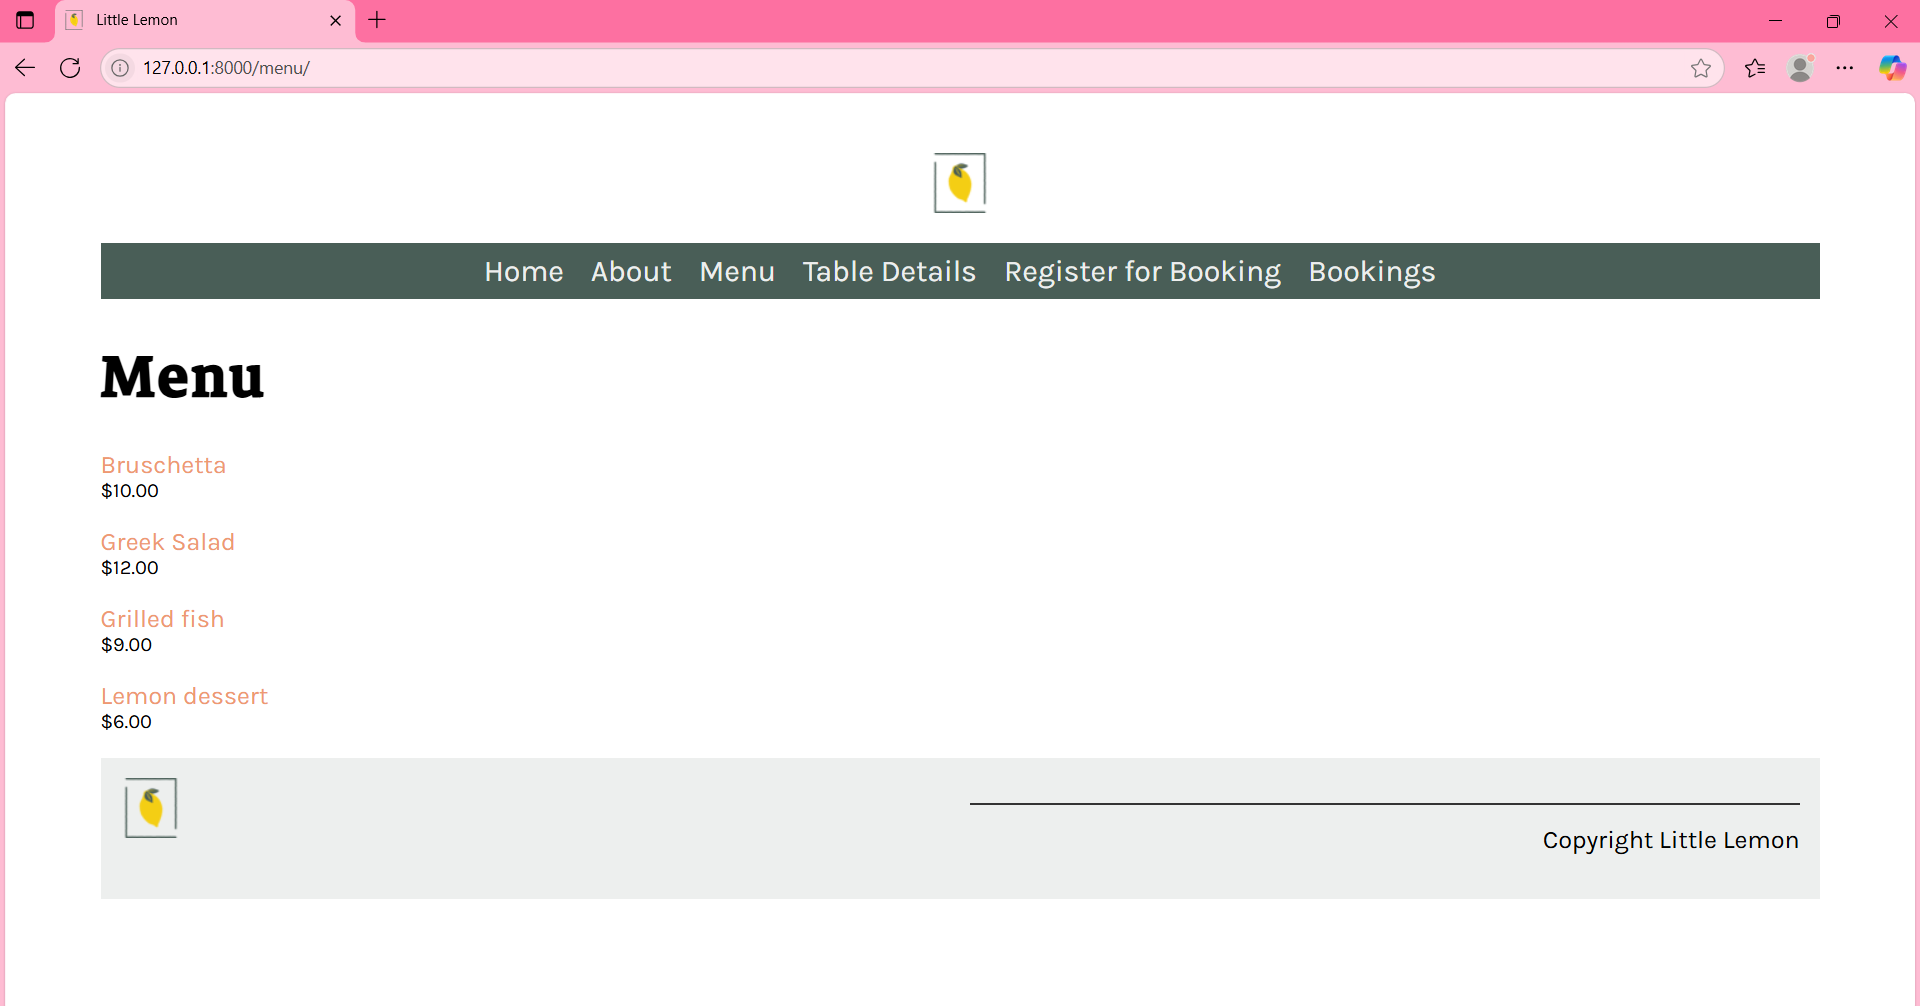 Little Lemon
127.0.0.1:8000/menu/
Home About Menu Table Details Register for Booking Bookings
Menu
Bruschetta
$10.00
Greek Salad
$12.00
Grilled fish
$9.00
Lemon dessert
$6.00
Copyright Little Lemon